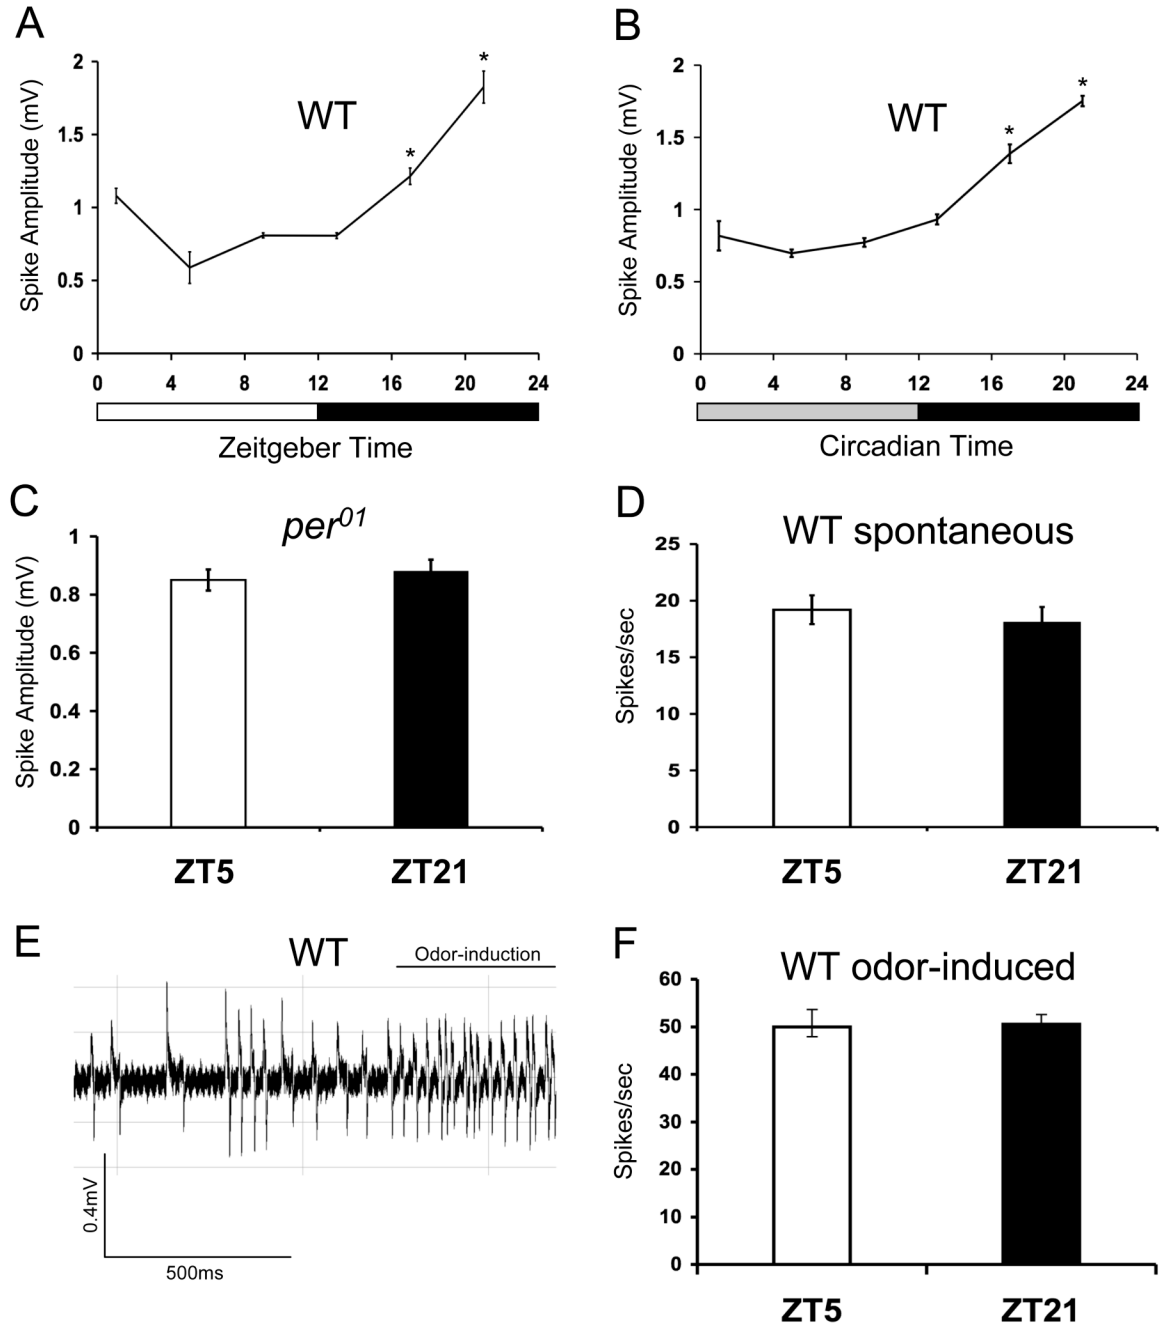 A
Spike Amplitude (mV)
2
1.5
1
0.5
0
WT
*
*
0 4 8 12 16 20 24
Zeitgeber Time
B
Spike Amplitude (mV)
2
1.5
1
0.5
0
WT
*
*
0 4 8 12 16 20 24
Circadian Time
C
per01
Spike Amplitude (mV)
1
0.8
0.6
0.4
0.2
0
ZT5 ZT21
D
WT spontaneous
Spikes/sec
25
20
15
10
5
0
ZT5 ZT21
E
WT
Odor-induction
0.4mV
500ms
F
WT odor-induced
Spikes/sec
60
50
40
30
20
10
0
ZT5 ZT21